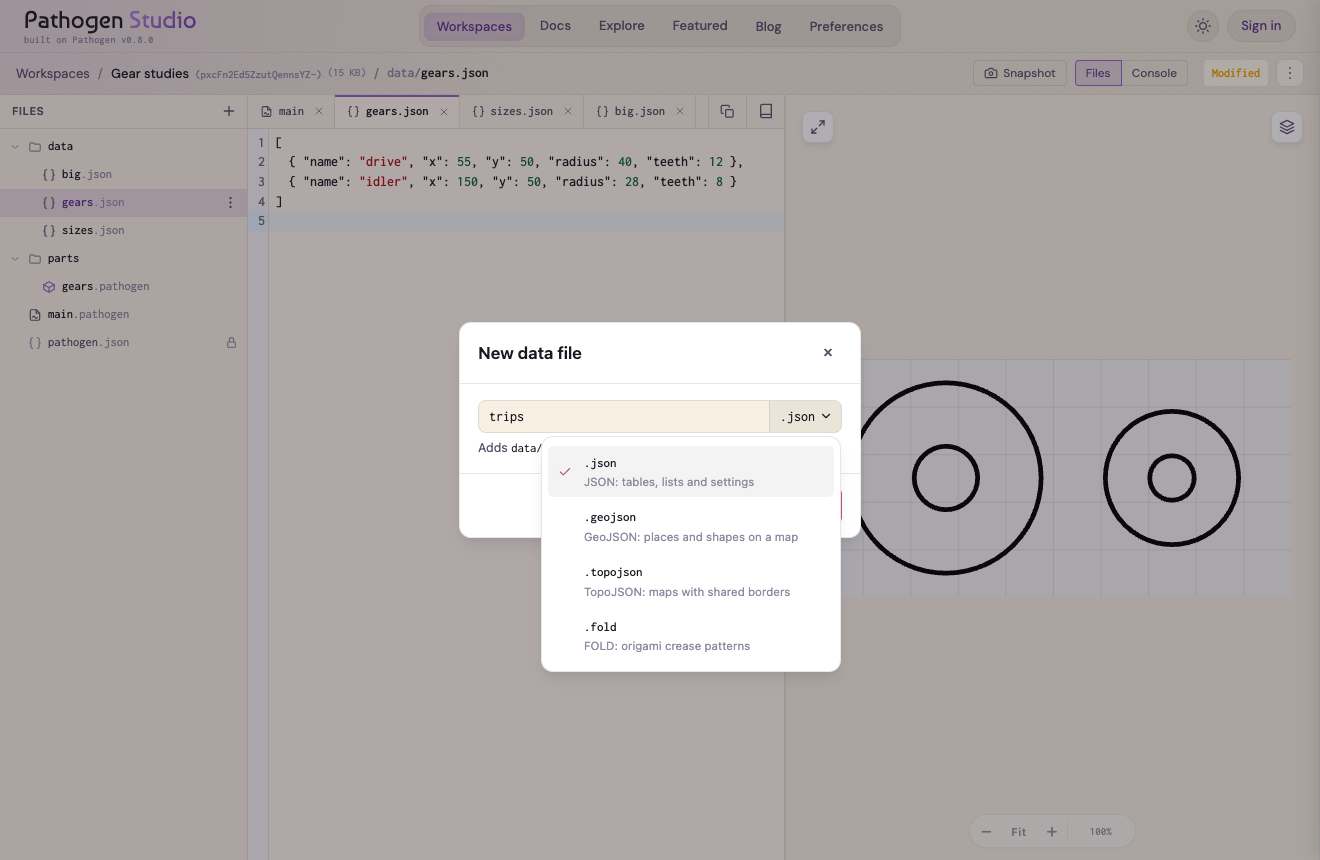 Pathogen Studio
built on Pathogen v0.8.0
Workspaces
Docs
Explore
Featured
Blog
Preferences
Sign in
Workspaces / Gear studies (pxcFn2Ed5ZzutQennsYZ-) (15 KB) / data/gears.json
Snapshot
Files
Console
Modified
FILES
main
{} gears.json
{} sizes.json
{} big.json
data
{} big.json
{} gears.json
{} sizes.json
parts
gears.pathogen
main.pathogen
{} pathogen.json
1 [
2 { "name": "drive", "x": 55, "y": 50, "radius": 40, "teeth": 12 },
3 { "name": "idler", "x": 150, "y": 50, "radius": 28, "teeth": 8 }
4 ]
5
New data file
trips
.json
Adds data/
.json
JSON: tables, lists and settings
.geojson
GeoJSON: places and shapes on a map
.topojson
TopoJSON: maps with shared borders
.fold
FOLD: origami crease patterns
Fit
100%